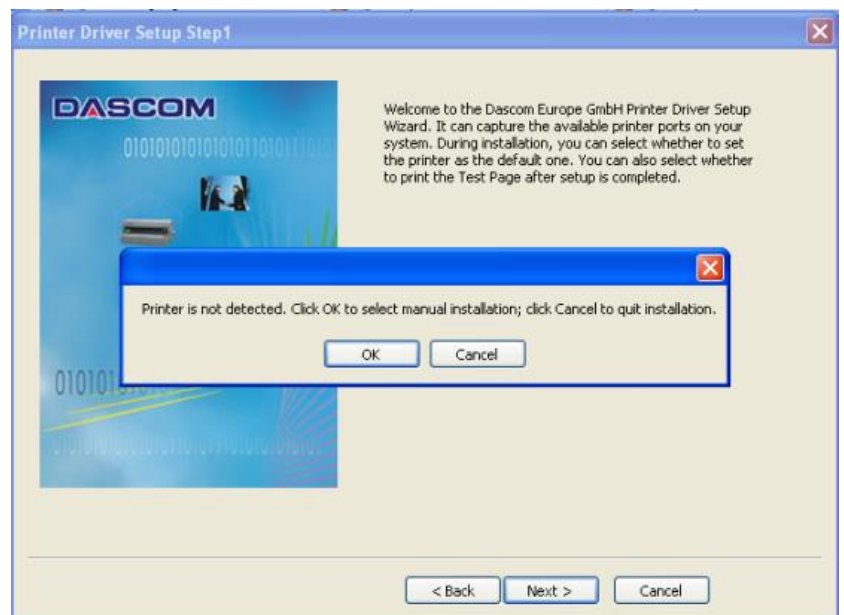 Printer Driver Setup Step1
DASCOM
Welcome to the Dascom Europe GmbH Printer Driver Setup
Wizard. It can capture the available printer ports on your
system. During installation, you can select whether to set
the printer as the default one. You can also select whether
to print the Test Page after setup is completed.
Printer is not detected. Click OK to select manual installation; click Cancel to quit installation.
OK
Cancel
< Back
Next >
Cancel